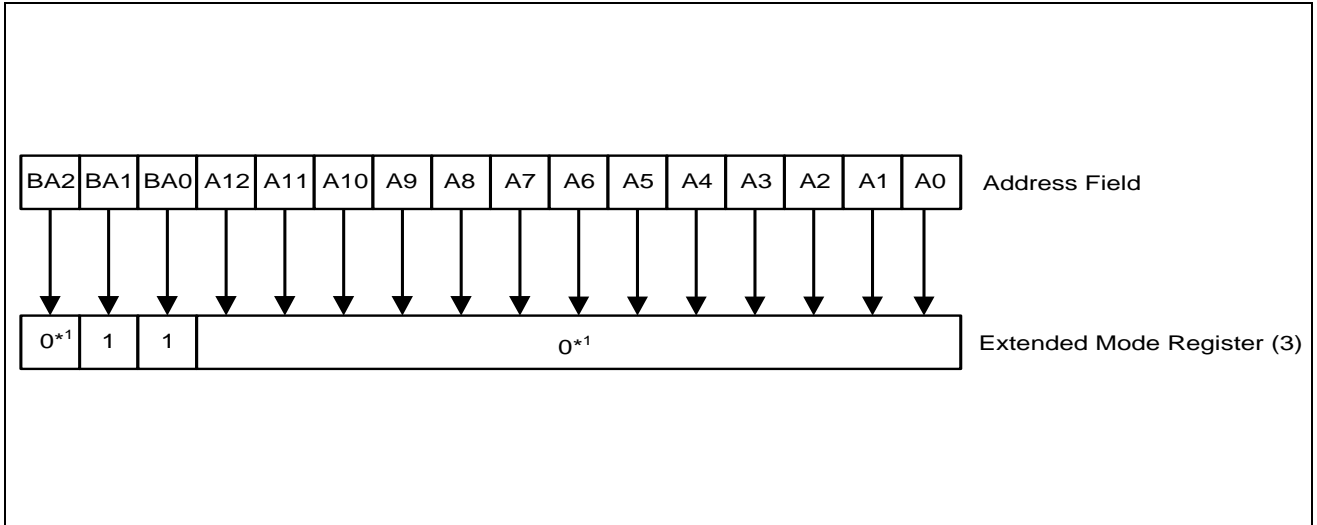 BA2 BA1 BA0 A12 A11 A10 A9 A8 A7 A6 A5 A4 A3 A2 A1 A0 Address Field
0*1 1 1 0*1 Extended Mode Register (3)